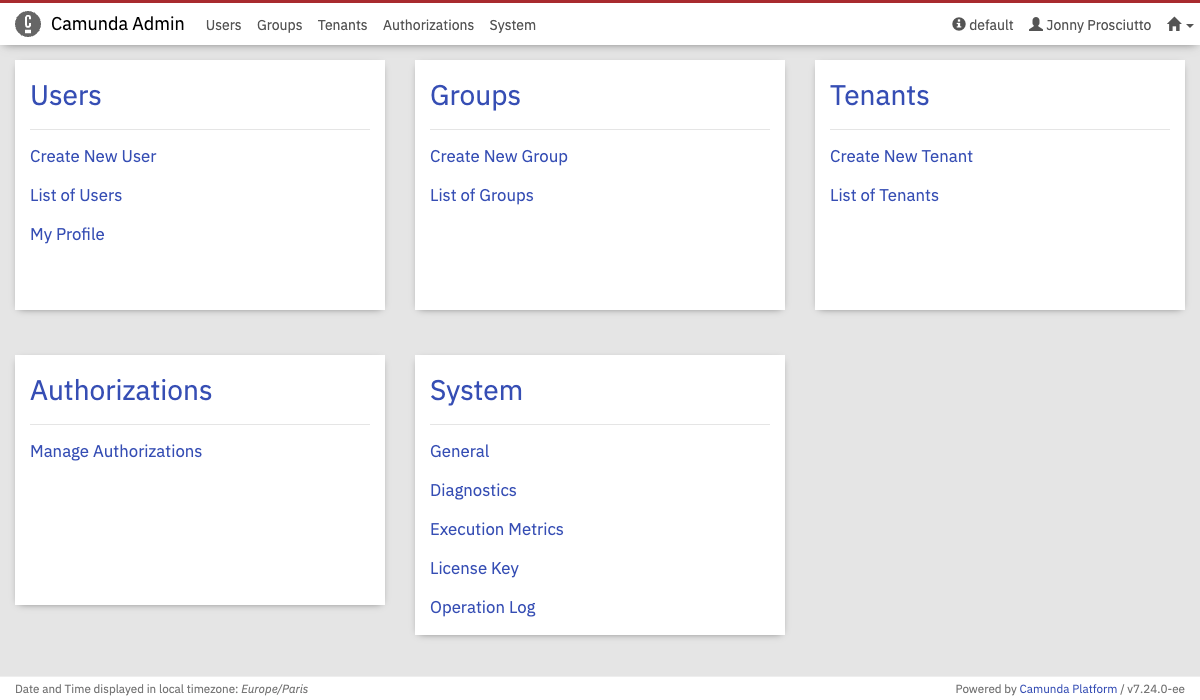 Camunda Admin Users Groups Tenants Authorizations System default Jonny Prosciutto
Users
Create New User
List of Users
My Profile
Groups
Create New Group
List of Groups
Tenants
Create New Tenant
List of Tenants
Authorizations
Manage Authorizations
System
General
Diagnostics
Execution Metrics
License Key
Operation Log
Date and Time displayed in local timezone: Europe/Paris
Powered by Camunda Platform / v7.24.0-ee